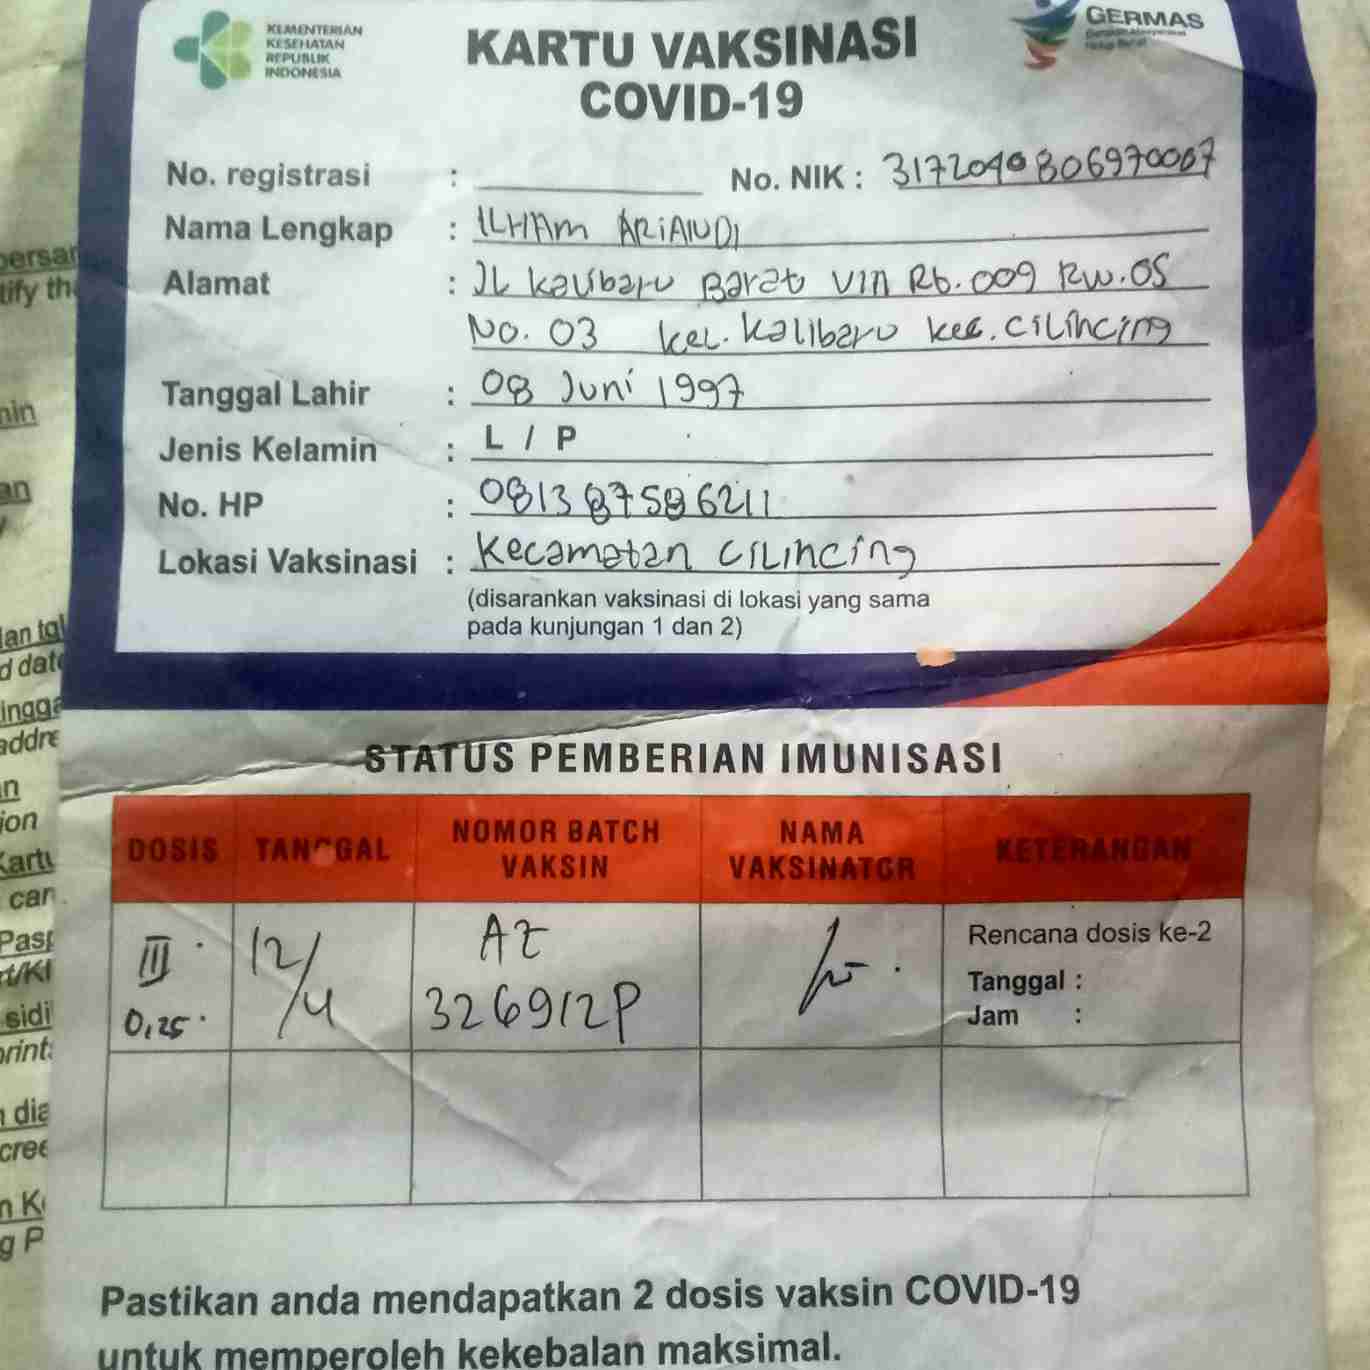 KEMENTERIAN
KESEHATAN
REPUBLIK
INDONESIA
GERMAS
KARTU VAKSINASI
COVID-19
No. registrasi : No. NIK : 3172040806970007
Nama Lengkap : ILHAM ARIANDI
Alamat : JL Kalibaru Barat VIII Rt.009 Rw.05
No. 03 kel. Kalibaru kec. Cilincing
Tanggal Lahir : 08 Juni 1997
Jenis Kelamin : L / P
No. HP : 081387586211
Lokasi Vaksinasi : Kecamatan Cilincing
(disarankan vaksinasi di lokasi yang sama
pada kunjungan 1 dan 2)
STATUS PEMBERIAN IMUNISASI
DOSIS TANGGAL NOMOR BATCH VAKSIN NAMA VAKSINATOR KETERANGAN
III 12/4 AZ Rencana dosis ke-2
0,25 326912P Tanggal :
Jam :
Pastikan anda mendapatkan 2 dosis vaksin COVID-19
untuk memperoleh kekebalan maksimal.